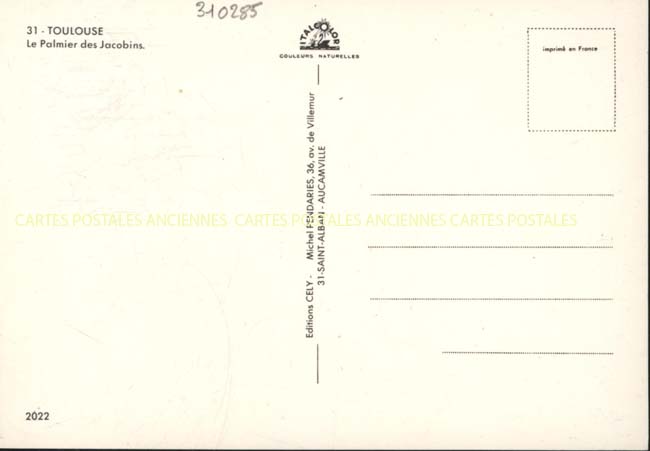 310285
31 - TOULOUSE
Le Palmier des Jacobins.
ITALCOLOR
COULEURS NATURELLES
imprimé en France
Editions CELY - Michel FENDARIES, 36, av. de Villemur
31-SAINT-ALBAN - AUCAMVILLE
CARTES POSTALES ANCIENNES CARTES POSTALES ANCIENNES CARTES POSTALES
2022